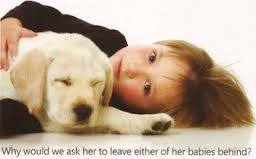 Why would we ask her to leave either of her babies behind?